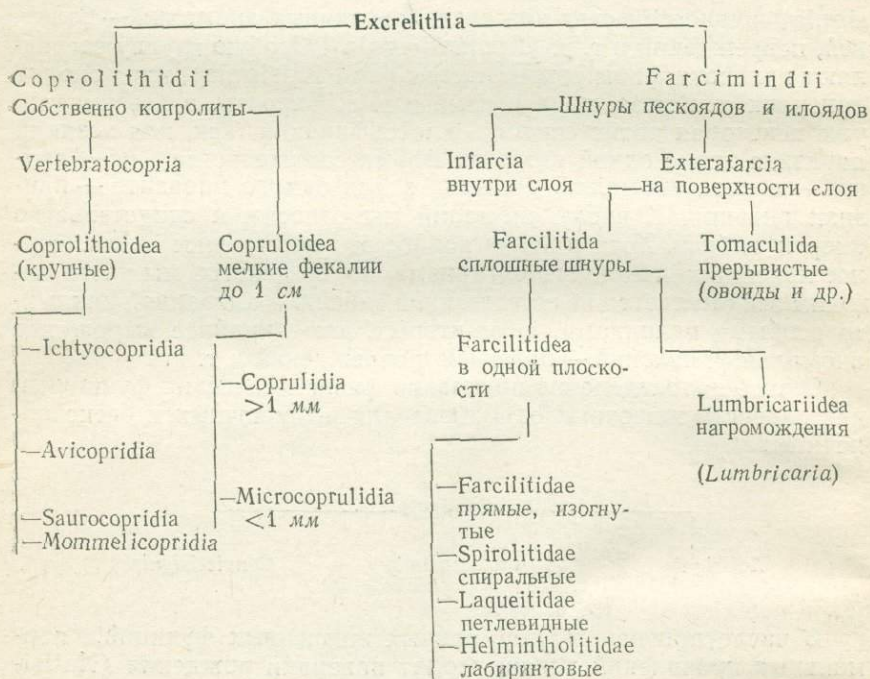 Excrelithia
Coprolithidii
Farcimindii
Собственно копролиты
Шнуры пескоядов и илоядов
Vertebratocopria
Infarcia
внутри слоя
Exterafarcia
на поверхности слоя
Coprolithoidea
(крупные)
Copruloidea
мелкие фекалии
до 1 см
Farcilitida
сплошные шнуры
Tomaculida
прерывистые
(овоиды и др.)
—Ichtyocopridia
—Avicopridia
—Saurocopridia
—Mommelicopridia
—Coprulidia
>1 мм
—Microcoprulidia
<1 мм
Farcilitidea
в одной плоско-
сти
Lumbricariidea
нагромождения
(Lumbricaria)
—Farcilitidae
прямые, изогну-
тые
—Spirolitidae
спиральные
—Laqueitidae
петлевидные
—Helmintholitidae
лабиринтовые